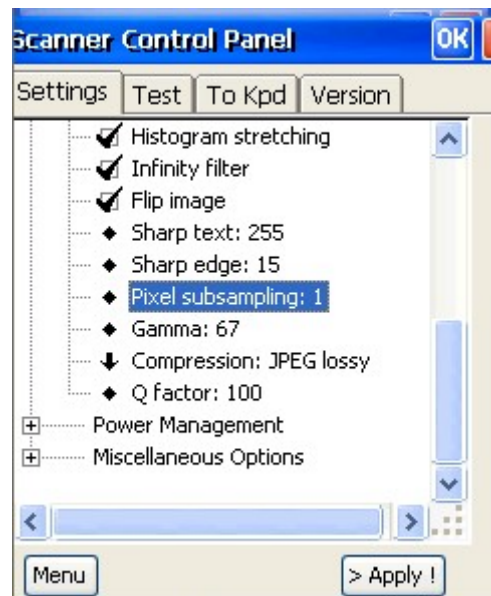 Scanner Control Panel OK
Settings Test To Kpd Version
Histogram stretching
Infinity filter
Flip image
Sharp text: 255
Sharp edge: 15
Pixel subsampling: 1
Gamma: 67
Compression: JPEG lossy
Q factor: 100
Power Management
Miscellaneous Options
Menu > Apply !